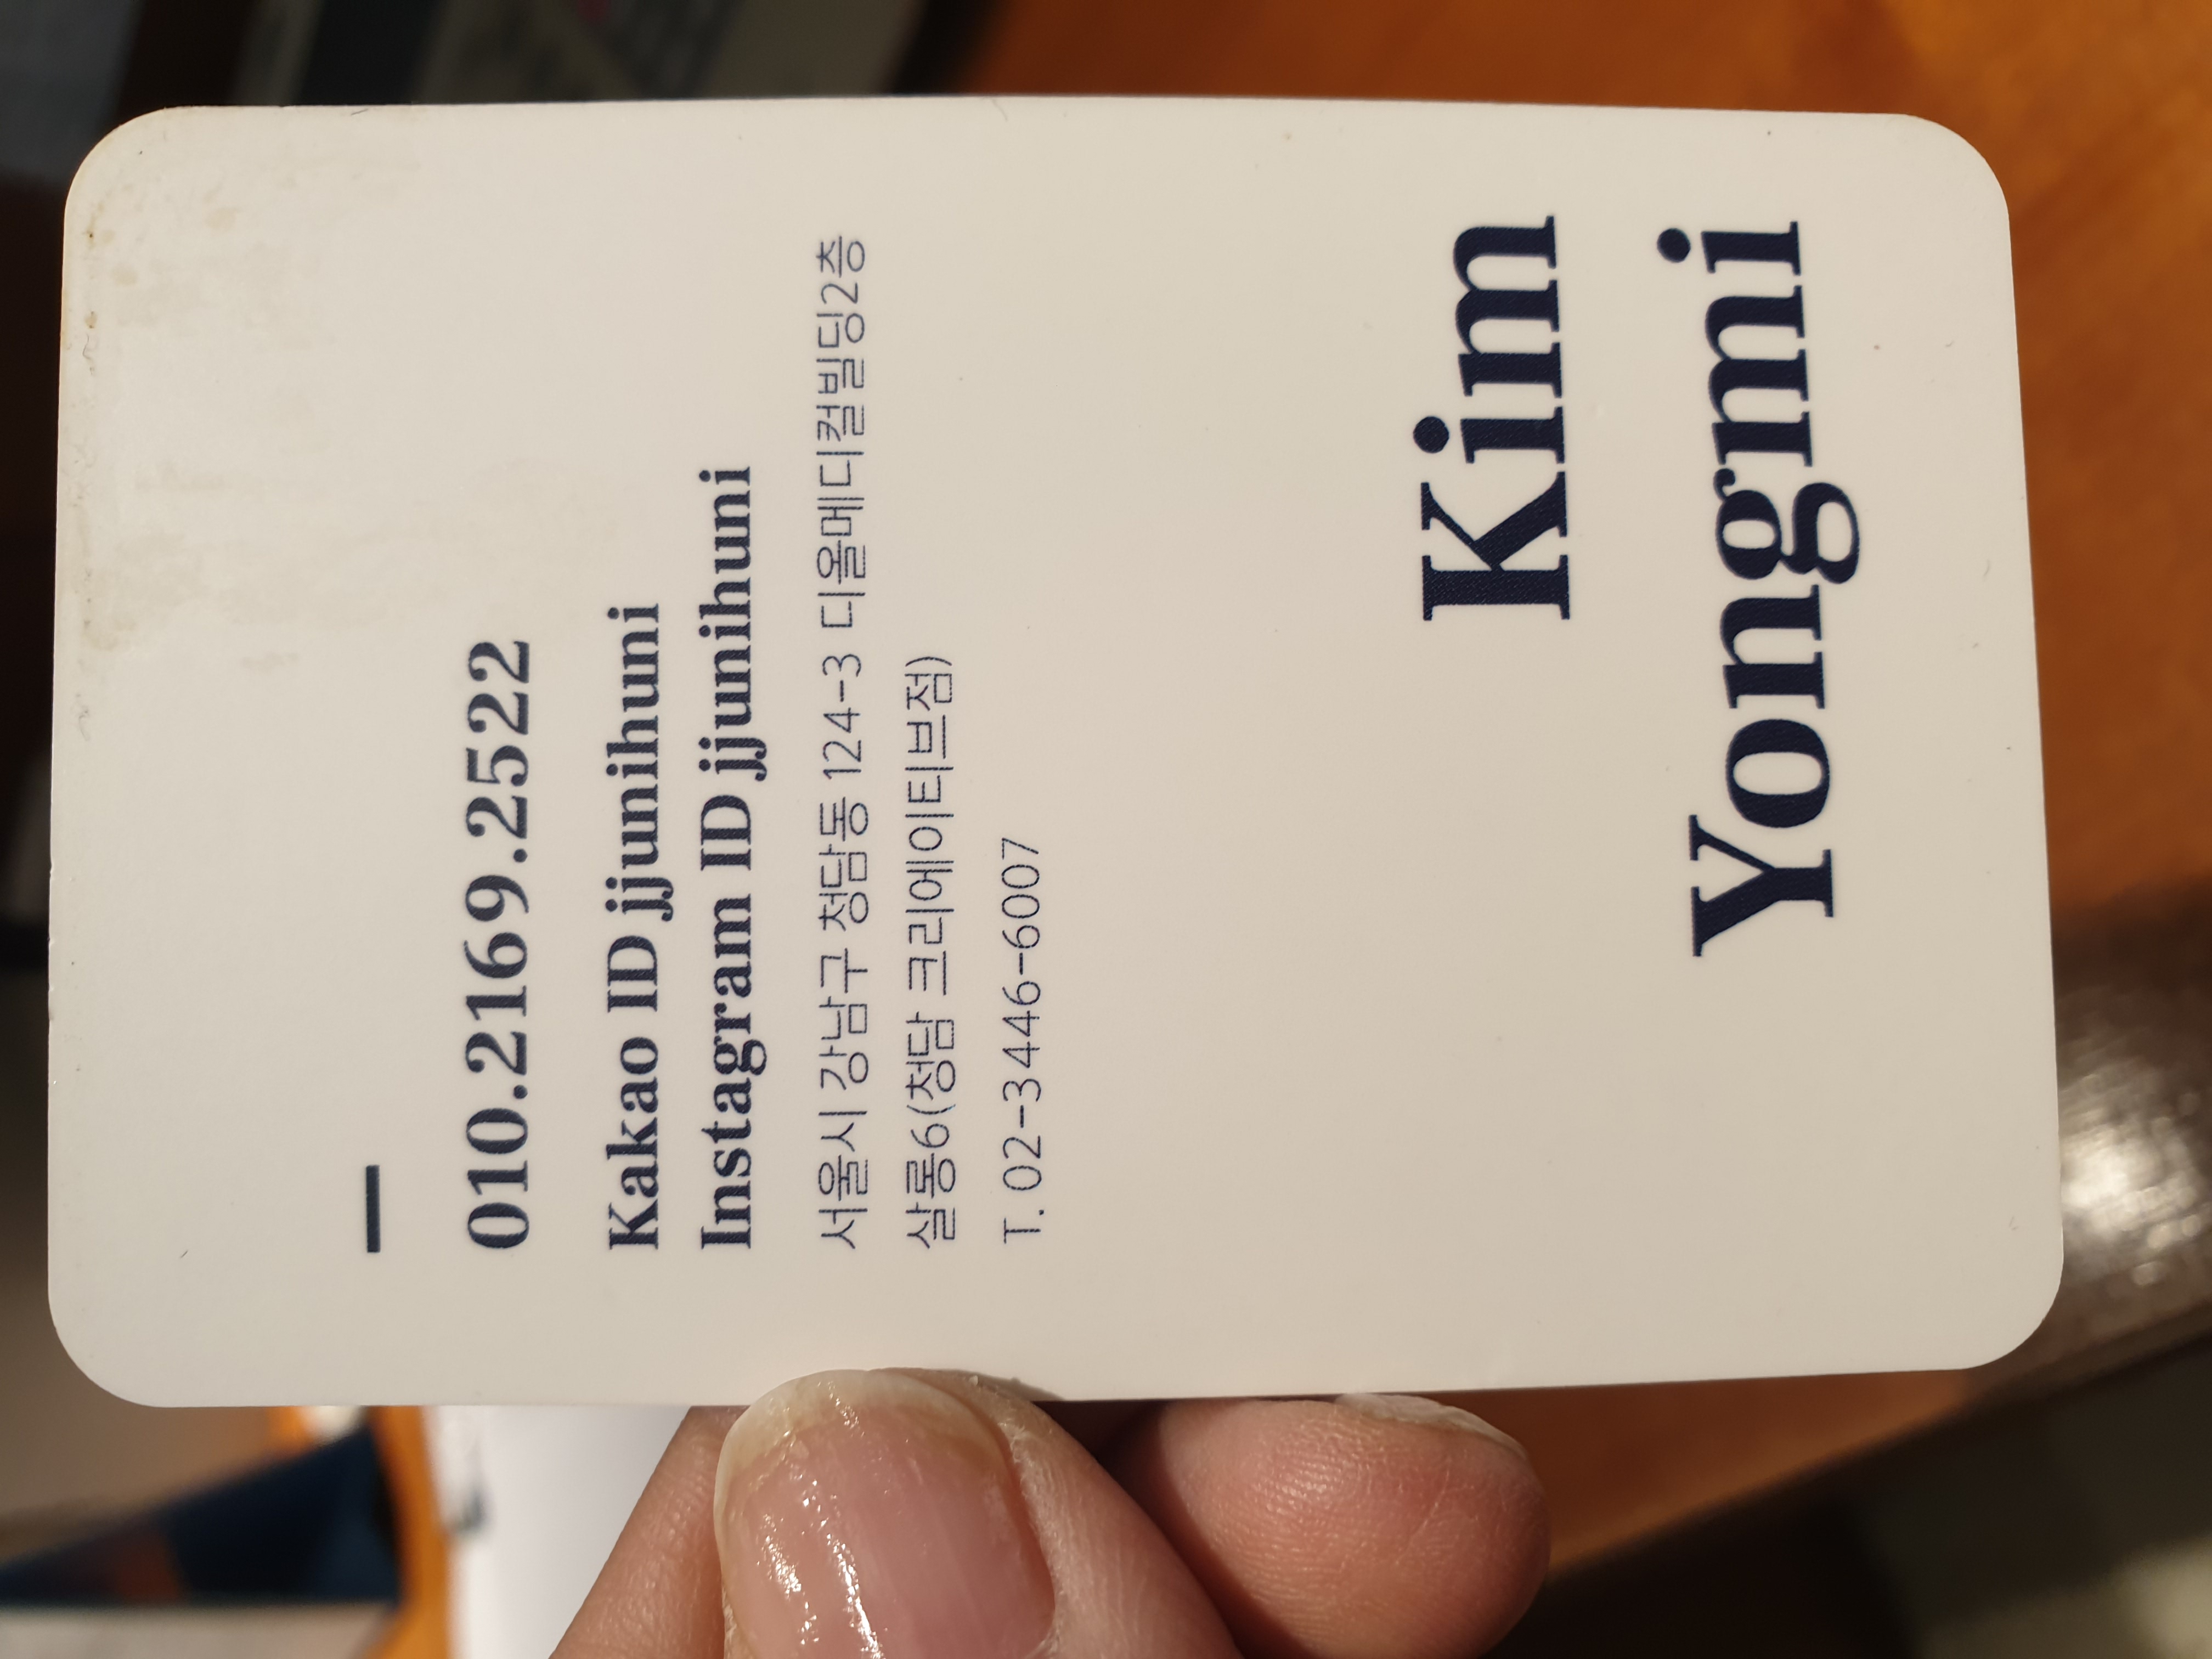 010.2169.2522
Kakao ID jjunihuni
Instagram ID jjunihuni
서울시 강남구 청담동 124-3 디올메디컬빌딩2층
살롱6(청담 크리에이티브점)
T. 02-3446-6007
Kim
Yongmi